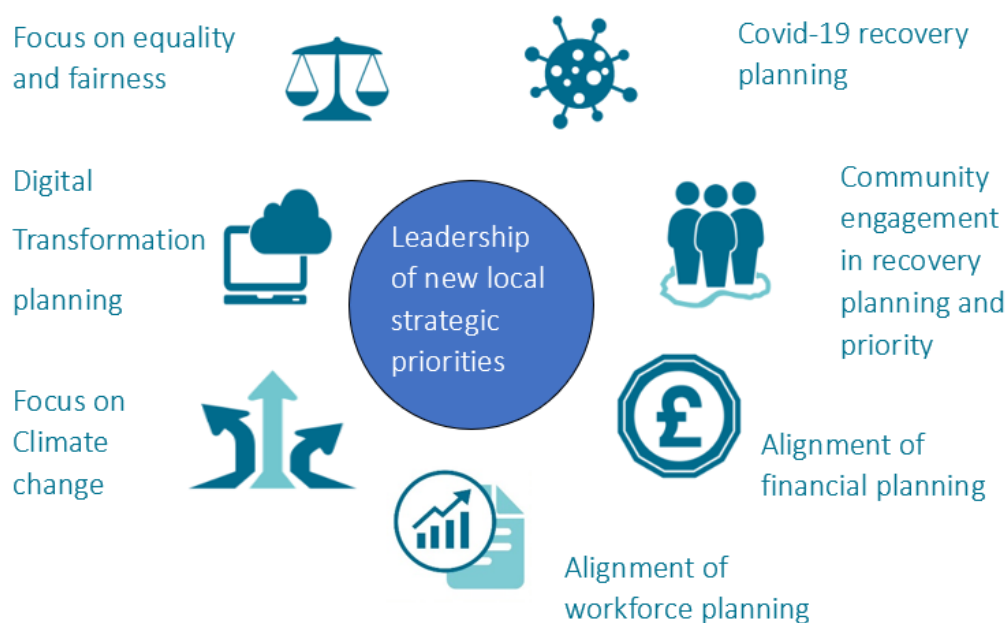 Focus on equality
and fairness
Covid-19 recovery
planning
Digital
Transformation
planning
Leadership
of new local
strategic
priorities
Community
engagement
in recovery
planning and
priority
Focus on
Climate
change
£
Alignment of
financial planning
Alignment of
workforce planning